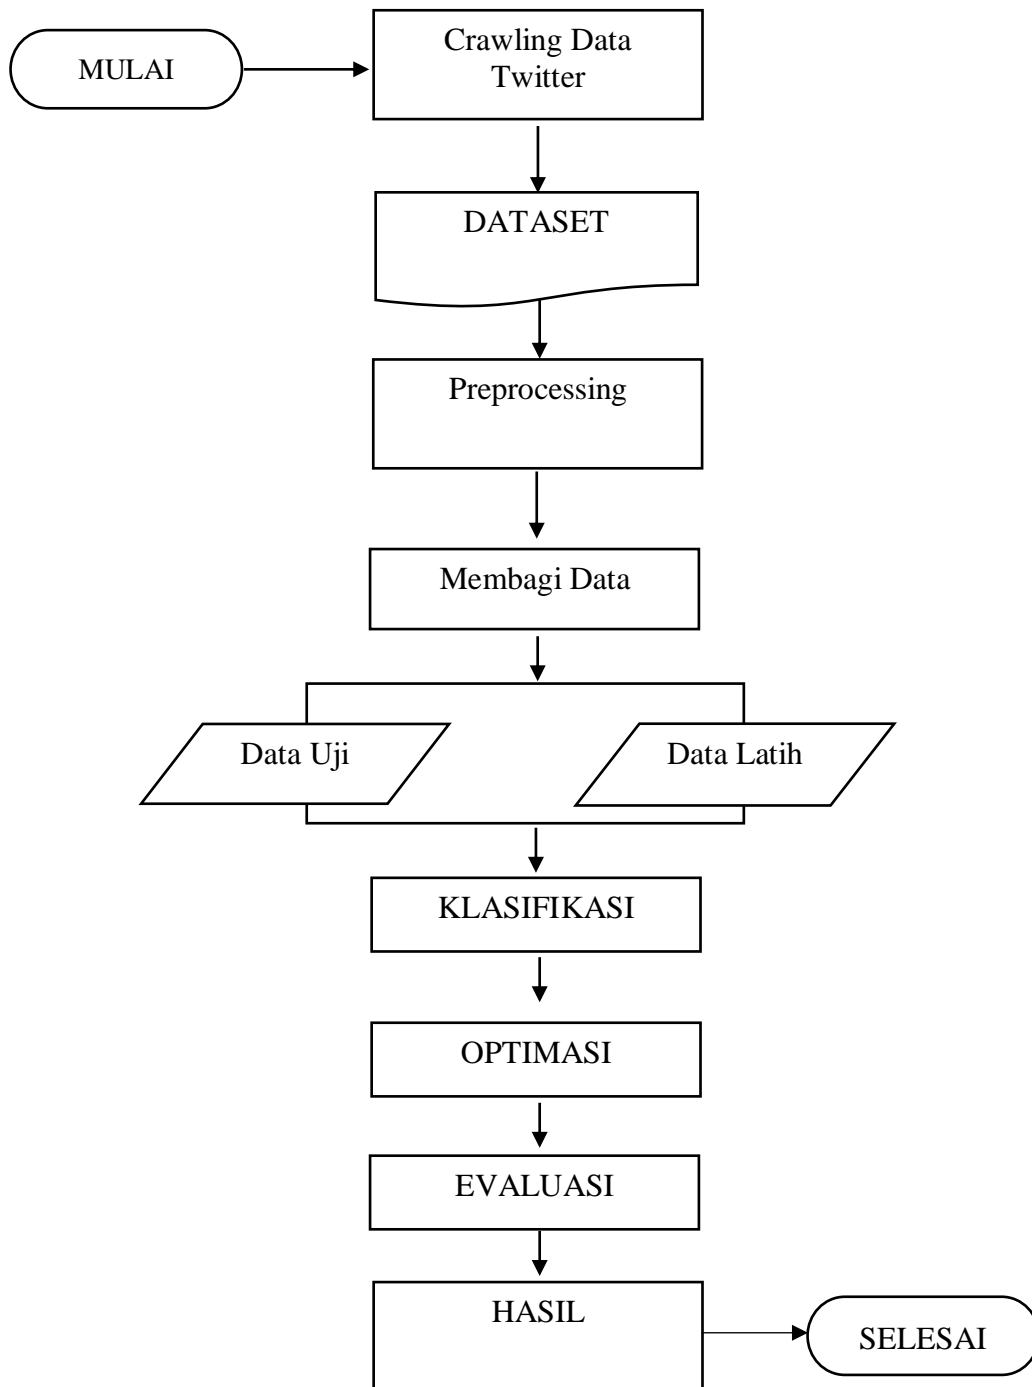 MULAI
Crawling Data
Twitter
DATASET
Preprocessing
Membagi Data
Data Uji
Data Latih
KLASIFIKASI
OPTIMASI
EVALUASI
HASIL
SELESAI